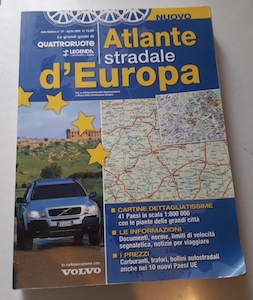 NUOVO
Le grandi guide di
QUATTRORUOTE
LEGENDA
Atlante
stradale
d'Europa
CARTINE DETTAGLIATISSIME
41 Paesi in scala 1:800 000
con le piante delle grandi città
LE INFORMAZIONI
Documenti, norme, limiti di velocità
segnaletica, notizie per viaggiare
I PREZZI
Carburanti, trafori, bollini autostradali
anche nei 10 nuovi Paesi UE
in collaborazione con
VOLVO